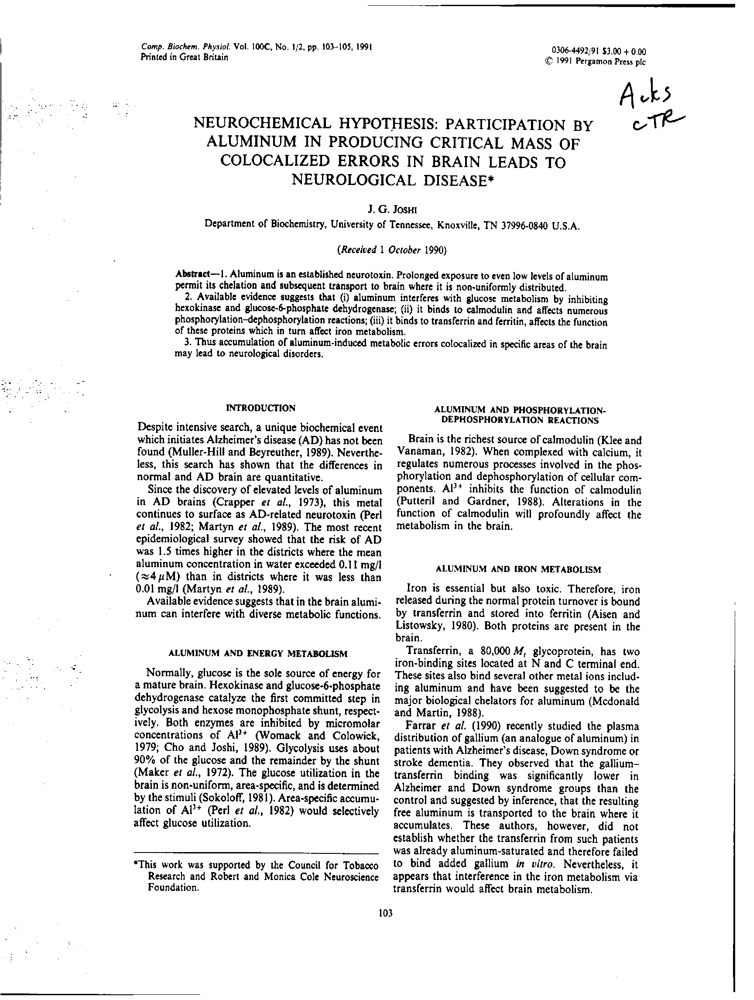 Comp. Biochem. Physiol. Vol. 100C, No. 1/2, pp. 103–105, 1991
Printed in Great Britain
0306-4492/91 $3.00 + 0.00
© 1991 Pergamon Press plc
Acks
CTR
NEUROCHEMICAL HYPOTHESIS: PARTICIPATION BY
ALUMINUM IN PRODUCING CRITICAL MASS OF
COLOCALIZED ERRORS IN BRAIN LEADS TO
NEUROLOGICAL DISEASE*
J. G. JOSHI
Department of Biochemistry, University of Tennessee, Knoxville, TN 37996-0840 U.S.A.
(Received 1 October 1990)
Abstract—1. Aluminum is an established neurotoxin. Prolonged exposure to even low levels of aluminum
permit its chelation and subsequent transport to brain where it is non-uniformly distributed.
2. Available evidence suggests that (i) aluminum interferes with glucose metabolism by inhibiting
hexokinase and glucose-6-phosphate dehydrogenase; (ii) it binds to calmodulin and affects numerous
phosphorylation–dephosphorylation reactions; (iii) it binds to transferrin and ferritin, affects the function
of these proteins which in turn affect iron metabolism.
3. Thus accumulation of aluminum-induced metabolic errors colocalized in specific areas of the brain
may lead to neurological disorders.
INTRODUCTION
Despite intensive search, a unique biochemical event
which initiates Alzheimer's disease (AD) has not been
found (Muller-Hill and Beyreuther, 1989). Neverthe-
less, this search has shown that the differences in
normal and AD brain are quantitative.
Since the discovery of elevated levels of aluminum
in AD brains (Crapper et al., 1973), this metal
continues to surface as AD-related neurotoxin (Perl
et al., 1982; Martyn et al., 1989). The most recent
epidemiological survey showed that the risk of AD
was 1.5 times higher in the districts where the mean
aluminum concentration in water exceeded 0.11 mg/l
(≈4 μM) than in districts where it was less than
0.01 mg/l (Martyn et al., 1989).
Available evidence suggests that in the brain alumi-
num can interfere with diverse metabolic functions.
ALUMINUM AND ENERGY METABOLISM
Normally, glucose is the sole source of energy for
a mature brain. Hexokinase and glucose-6-phosphate
dehydrogenase catalyze the first committed step in
glycolysis and hexose monophosphate shunt, respect-
ively. Both enzymes are inhibited by micromolar
concentrations of Al³⁺ (Womack and Colowick,
1979; Cho and Joshi, 1989). Glycolysis uses about
90% of the glucose and the remainder by the shunt
(Maker et al., 1972). The glucose utilization in the
brain is non-uniform, area-specific, and is determined
by the stimuli (Sokoloff, 1981). Area-specific accumu-
lation of Al³⁺ (Perl et al., 1982) would selectively
affect glucose utilization.
*This work was supported by the Council for Tobacco
Research and Robert and Monica Cole Neuroscience
Foundation.
ALUMINUM AND PHOSPHORYLATION-
DEPHOSPHORYLATION REACTIONS
Brain is the richest source of calmodulin (Klee and
Vanaman, 1982). When complexed with calcium, it
regulates numerous processes involved in the phos-
phorylation and dephosphorylation of cellular com-
ponents. Al³⁺ inhibits the function of calmodulin
(Putteril and Gardner, 1988). Alterations in the
function of calmodulin will profoundly affect the
metabolism in the brain.
ALUMINUM AND IRON METABOLISM
Iron is essential but also toxic. Therefore, iron
released during the normal protein turnover is bound
by transferrin and stored into ferritin (Aisen and
Listowsky, 1980). Both proteins are present in the
brain.
Transferrin, a 80,000 Mr glycoprotein, has two
iron-binding sites located at N and C terminal end.
These sites also bind several other metal ions includ-
ing aluminum and have been suggested to be the
major biological chelators for aluminum (Mcdonald
and Martin, 1988).
Farrar et al. (1990) recently studied the plasma
distribution of gallium (an analogue of aluminum) in
patients with Alzheimer's disease, Down syndrome or
stroke dementia. They observed that the gallium–
transferrin binding was significantly lower in
Alzheimer and Down syndrome groups than the
control and suggested by inference, that the resulting
free aluminum is transported to the brain where it
accumulates. These authors, however, did not
establish whether the transferrin from such patients
was already aluminum-saturated and therefore failed
to bind added gallium in vitro. Nevertheless, it
appears that interference in the iron metabolism via
transferrin would affect brain metabolism.
103